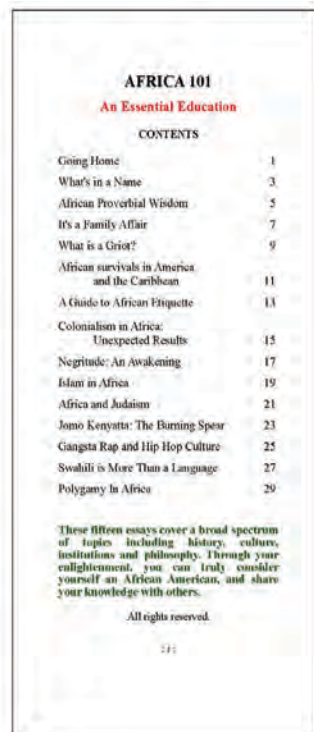 AFRICA 101
An Essential Education
CONTENTS
Going Home 1
What's in a Name 3
African Proverbial Wisdom 5
It's a Family Affair 7
What is a Griot? 9
African survivals in America
and the Caribbean 11
A Guide to African Etiquette 13
Colonialism in Africa:
Unexpected Results 15
Negritude: An Awakening 17
Islam in Africa 19
Africa and Judaism 21
Jomo Kenyatta: The Burning Spear 23
Gangsta Rap and Hip Hop Culture 25
Swahili is More Than a Language 27
Polygamy In Africa 29
These fifteen essays cover a broad spectrum
of topics including history, culture,
institutions and philosophy. Through your
enlightenment, you can truly consider
yourself an African American, and share
your knowledge with others.
All rights reserved.